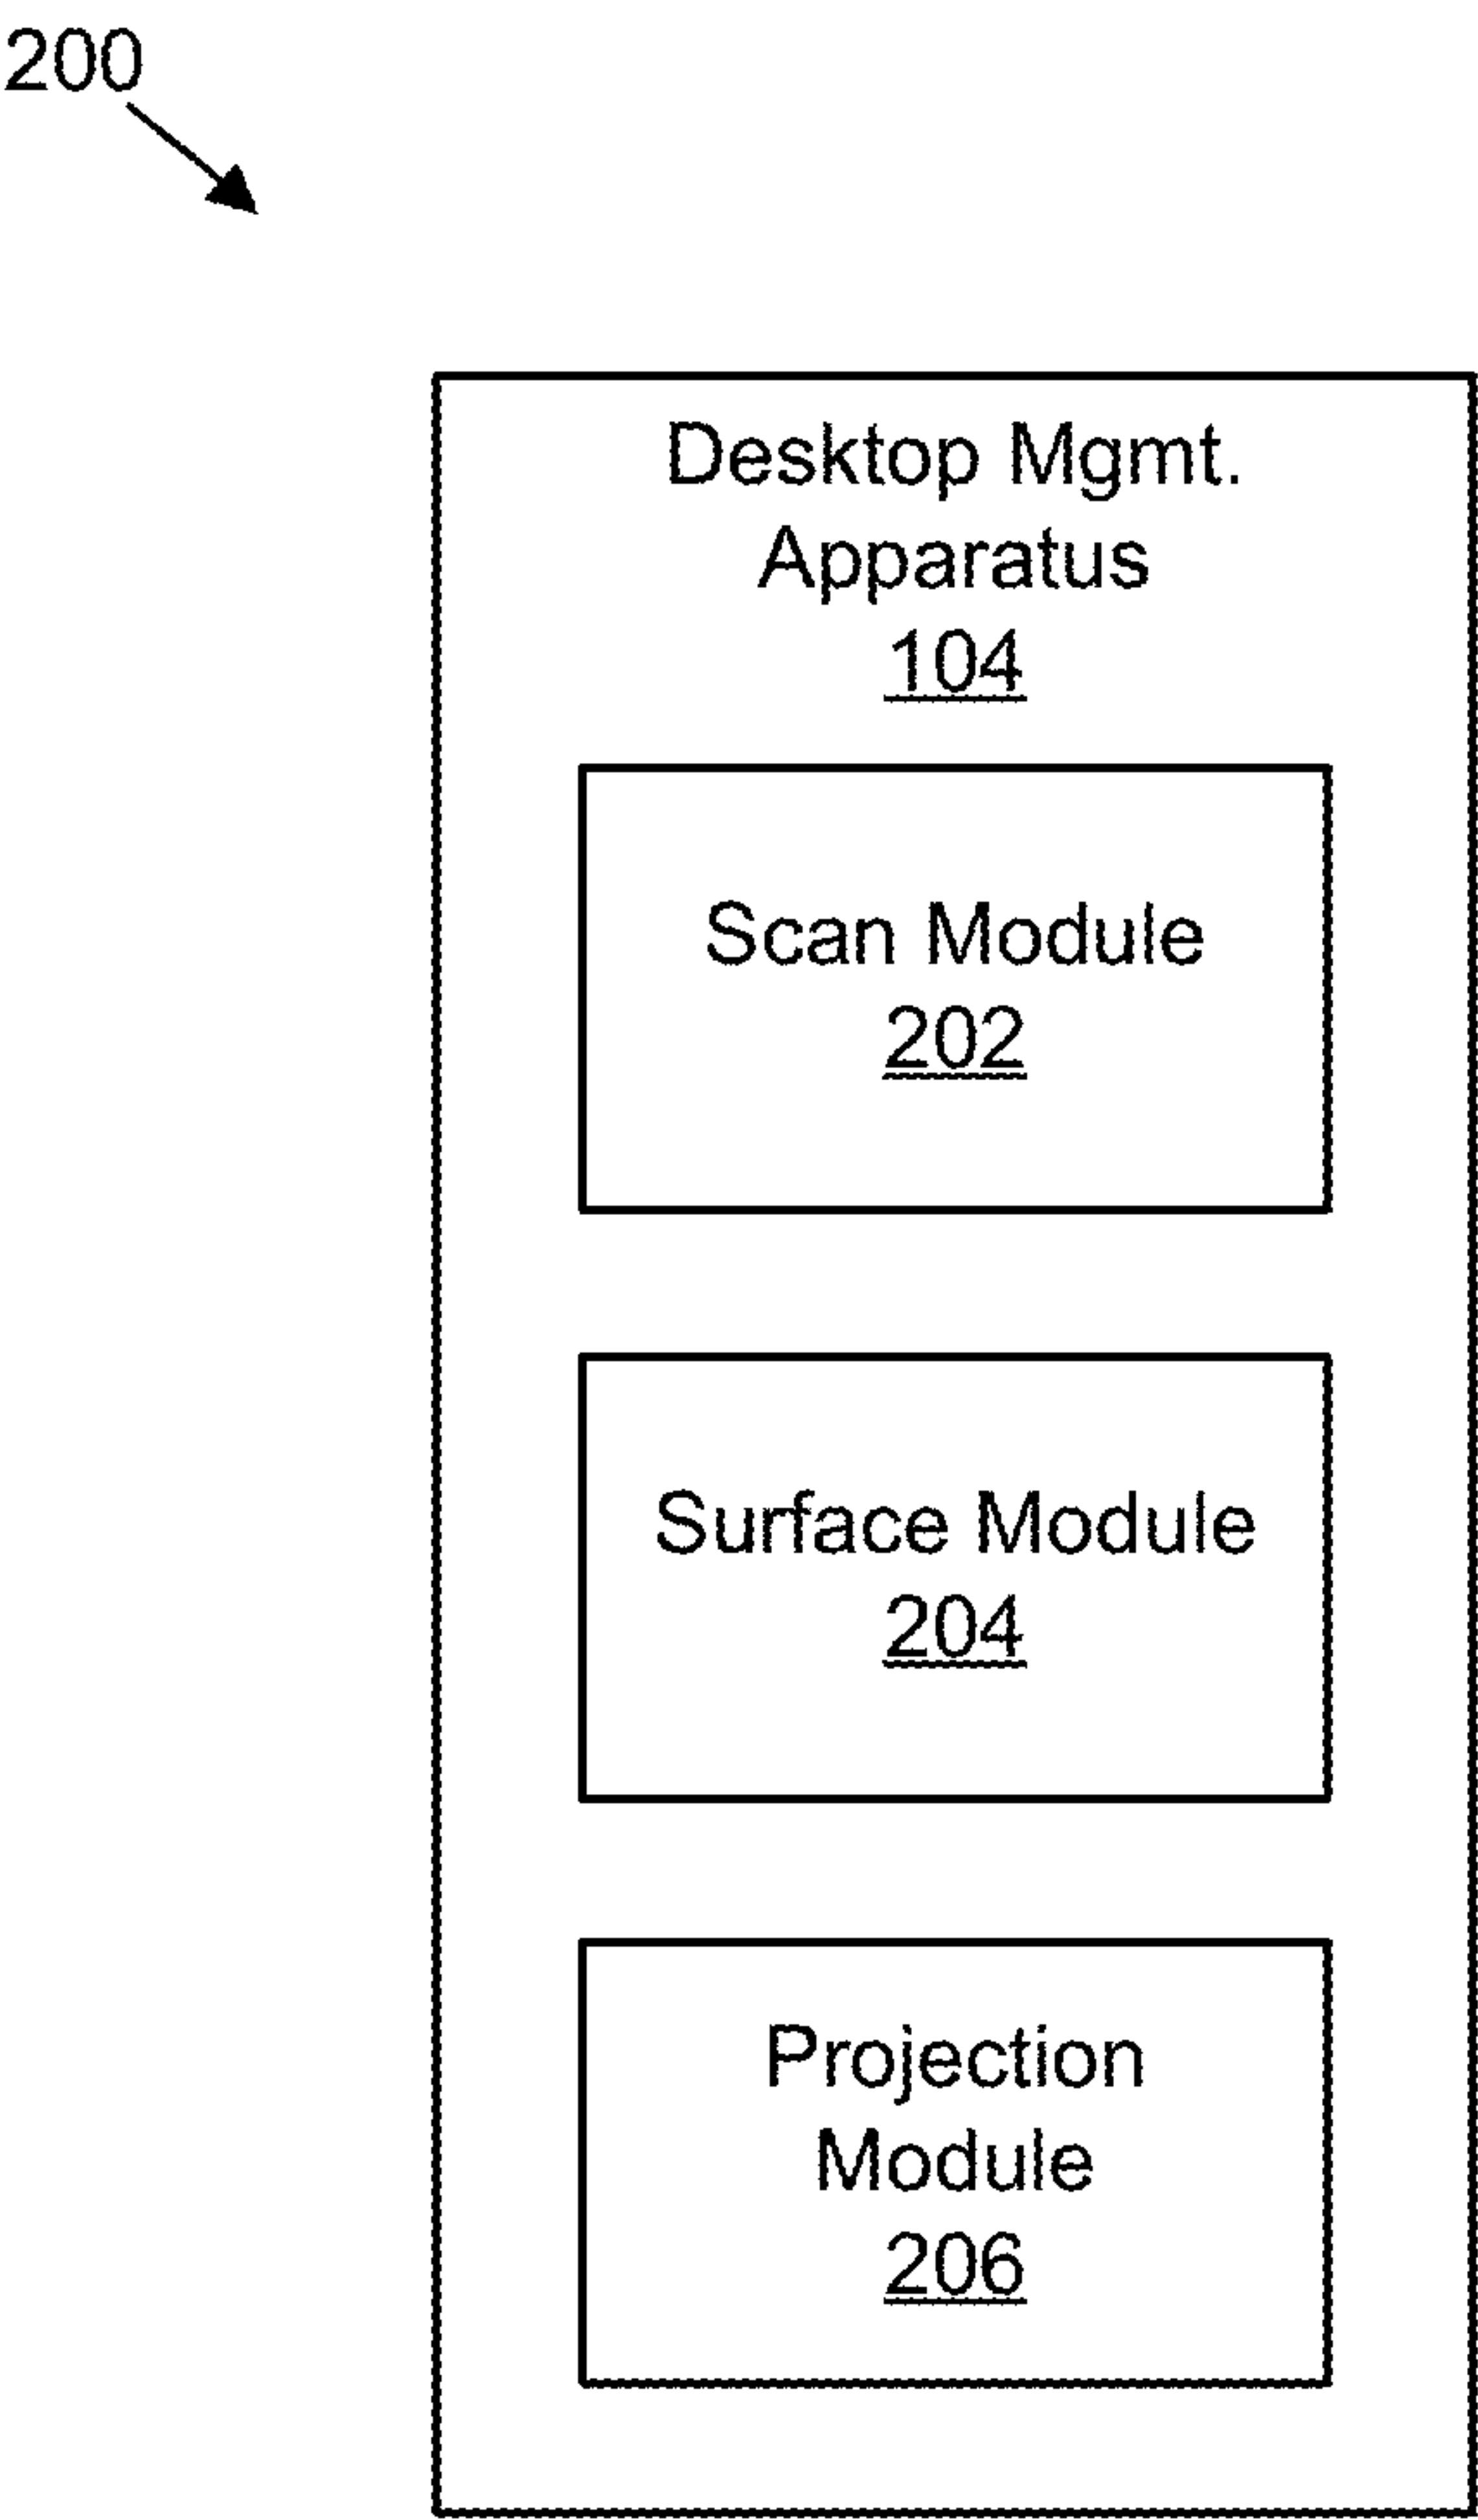 200
Desktop Mgmt.
Apparatus
104
Scan Module
202
Surface Module
204
Projection
Module
206